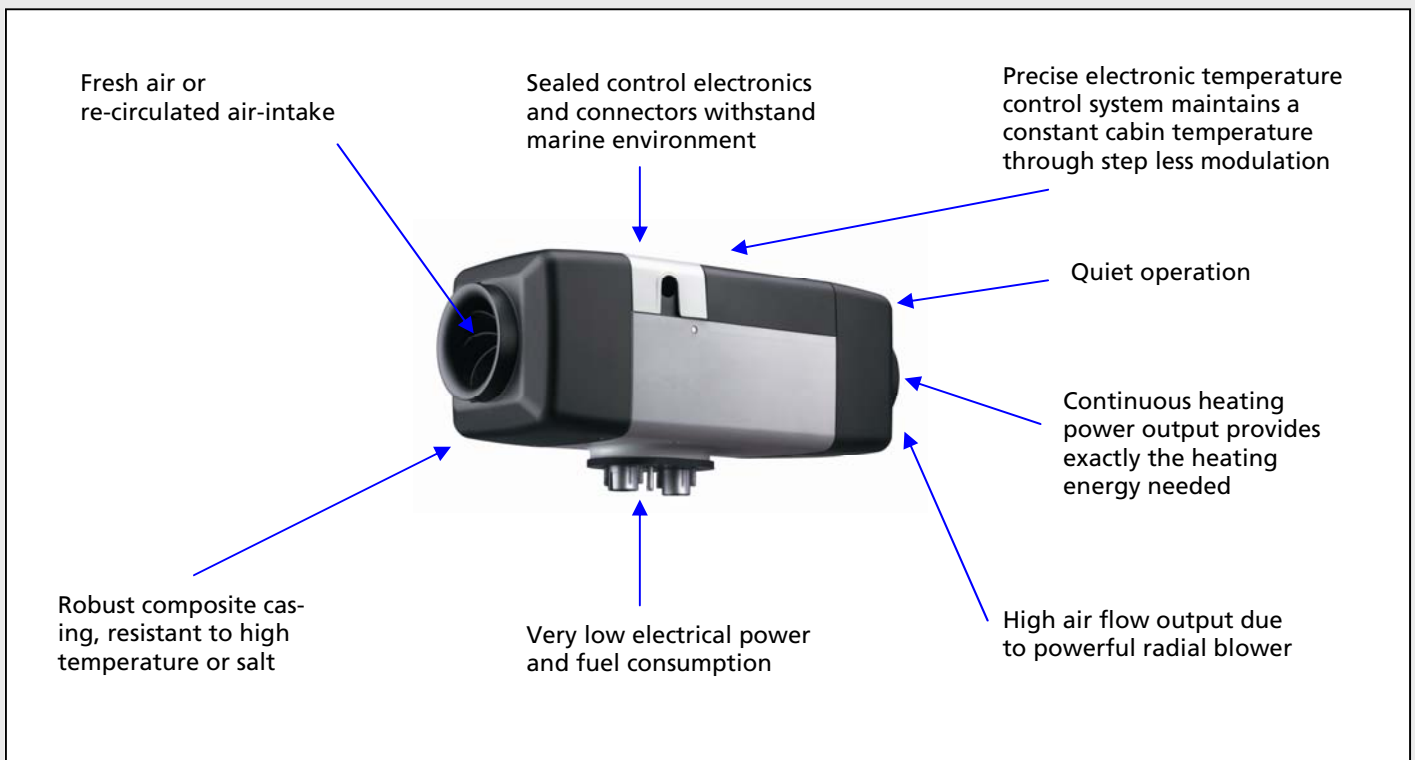 Fresh air or
re-circulated air-intake
Sealed control electronics
and connectors withstand
marine environment
Precise electronic temperature
control system maintains a
constant cabin temperature
through step less modulation
Quiet operation
Continuous heating
power output provides
exactly the heating
energy needed
Robust composite cas-
ing, resistant to high
temperature or salt
Very low electrical power
and fuel consumption
High air flow output due
to powerful radial blower